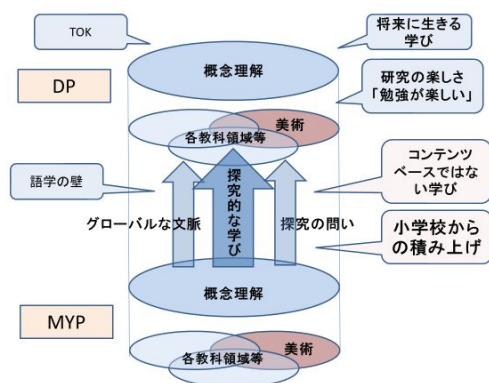 TOK
将来に生きる
学び
概念理解
DP
研究の楽しさ
「勉強が楽しい」
美術
各教科領域等
語学の壁
コンテンツ
ベースではな
い学び
グローバルな文脈
探究的な学び
探究の問い
小学校から
の積み上げ
概念理解
MYP
美術
各教科領域等